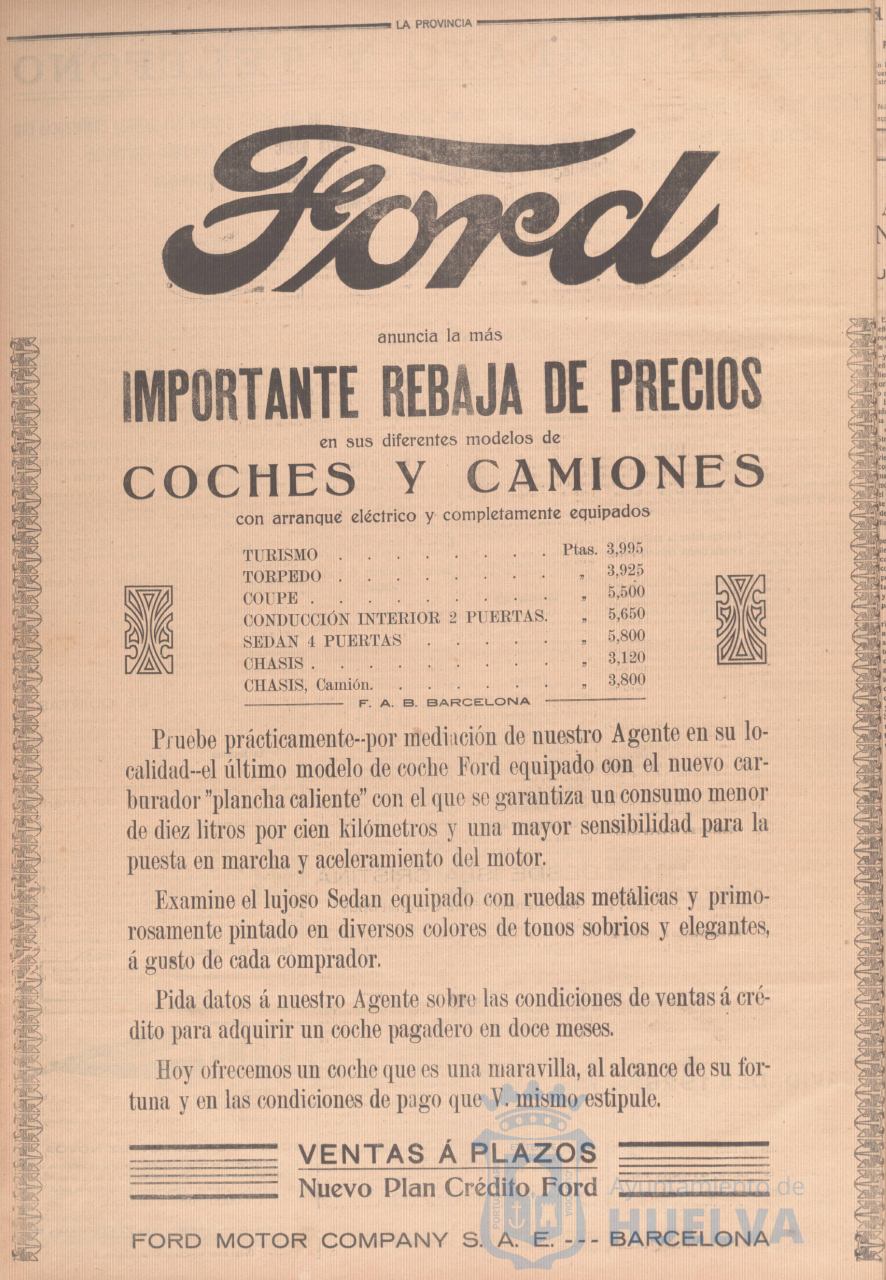 LA PROVINCIA
Ford
anuncia la más
IMPORTANTE REBAJA DE PRECIOS
en sus diferentes modelos de
COCHES Y CAMIONES
con arranque eléctrico y completamente equipados
TURISMO . . . . . . . . Ptas. 3,995
TORPEDO . . . . . . . . „ 3,925
COUPE . . . . . . . . . „ 5,500
CONDUCCIÓN INTERIOR 2 PUERTAS. „ 5,650
SEDAN 4 PUERTAS . . . . . „ 5,800
CHASIS . . . . . . . . . „ 3,120
CHASIS, Camión. . . . . . . „ 3,800
F. A. B. BARCELONA
Pruebe prácticamente--por mediación de nuestro Agente en su lo-
calidad--el último modelo de coche Ford equipado con el nuevo car-
burador "plancha caliente" con el que se garantiza un consumo menor
de diez litros por cien kilómetros y una mayor sensibilidad para la
puesta en marcha y aceleramiento del motor.
Examine el lujoso Sedan equipado con ruedas metálicas y primo-
rosamente pintado en diversos colores de tonos sobrios y elegantes,
á gusto de cada comprador.
Pida datos á nuestro Agente sobre las condiciones de ventas á cré-
dito para adquirir un coche pagadero en doce meses.
Hoy ofrecemos un coche que es una maravilla, al alcance de su for-
tuna y en las condiciones de pago que V. mismo estipule.
VENTAS Á PLAZOS
Nuevo Plan Crédito Ford
Ayuntamiento de
HUELVA
FORD MOTOR COMPANY S. A. E. --- BARCELONA